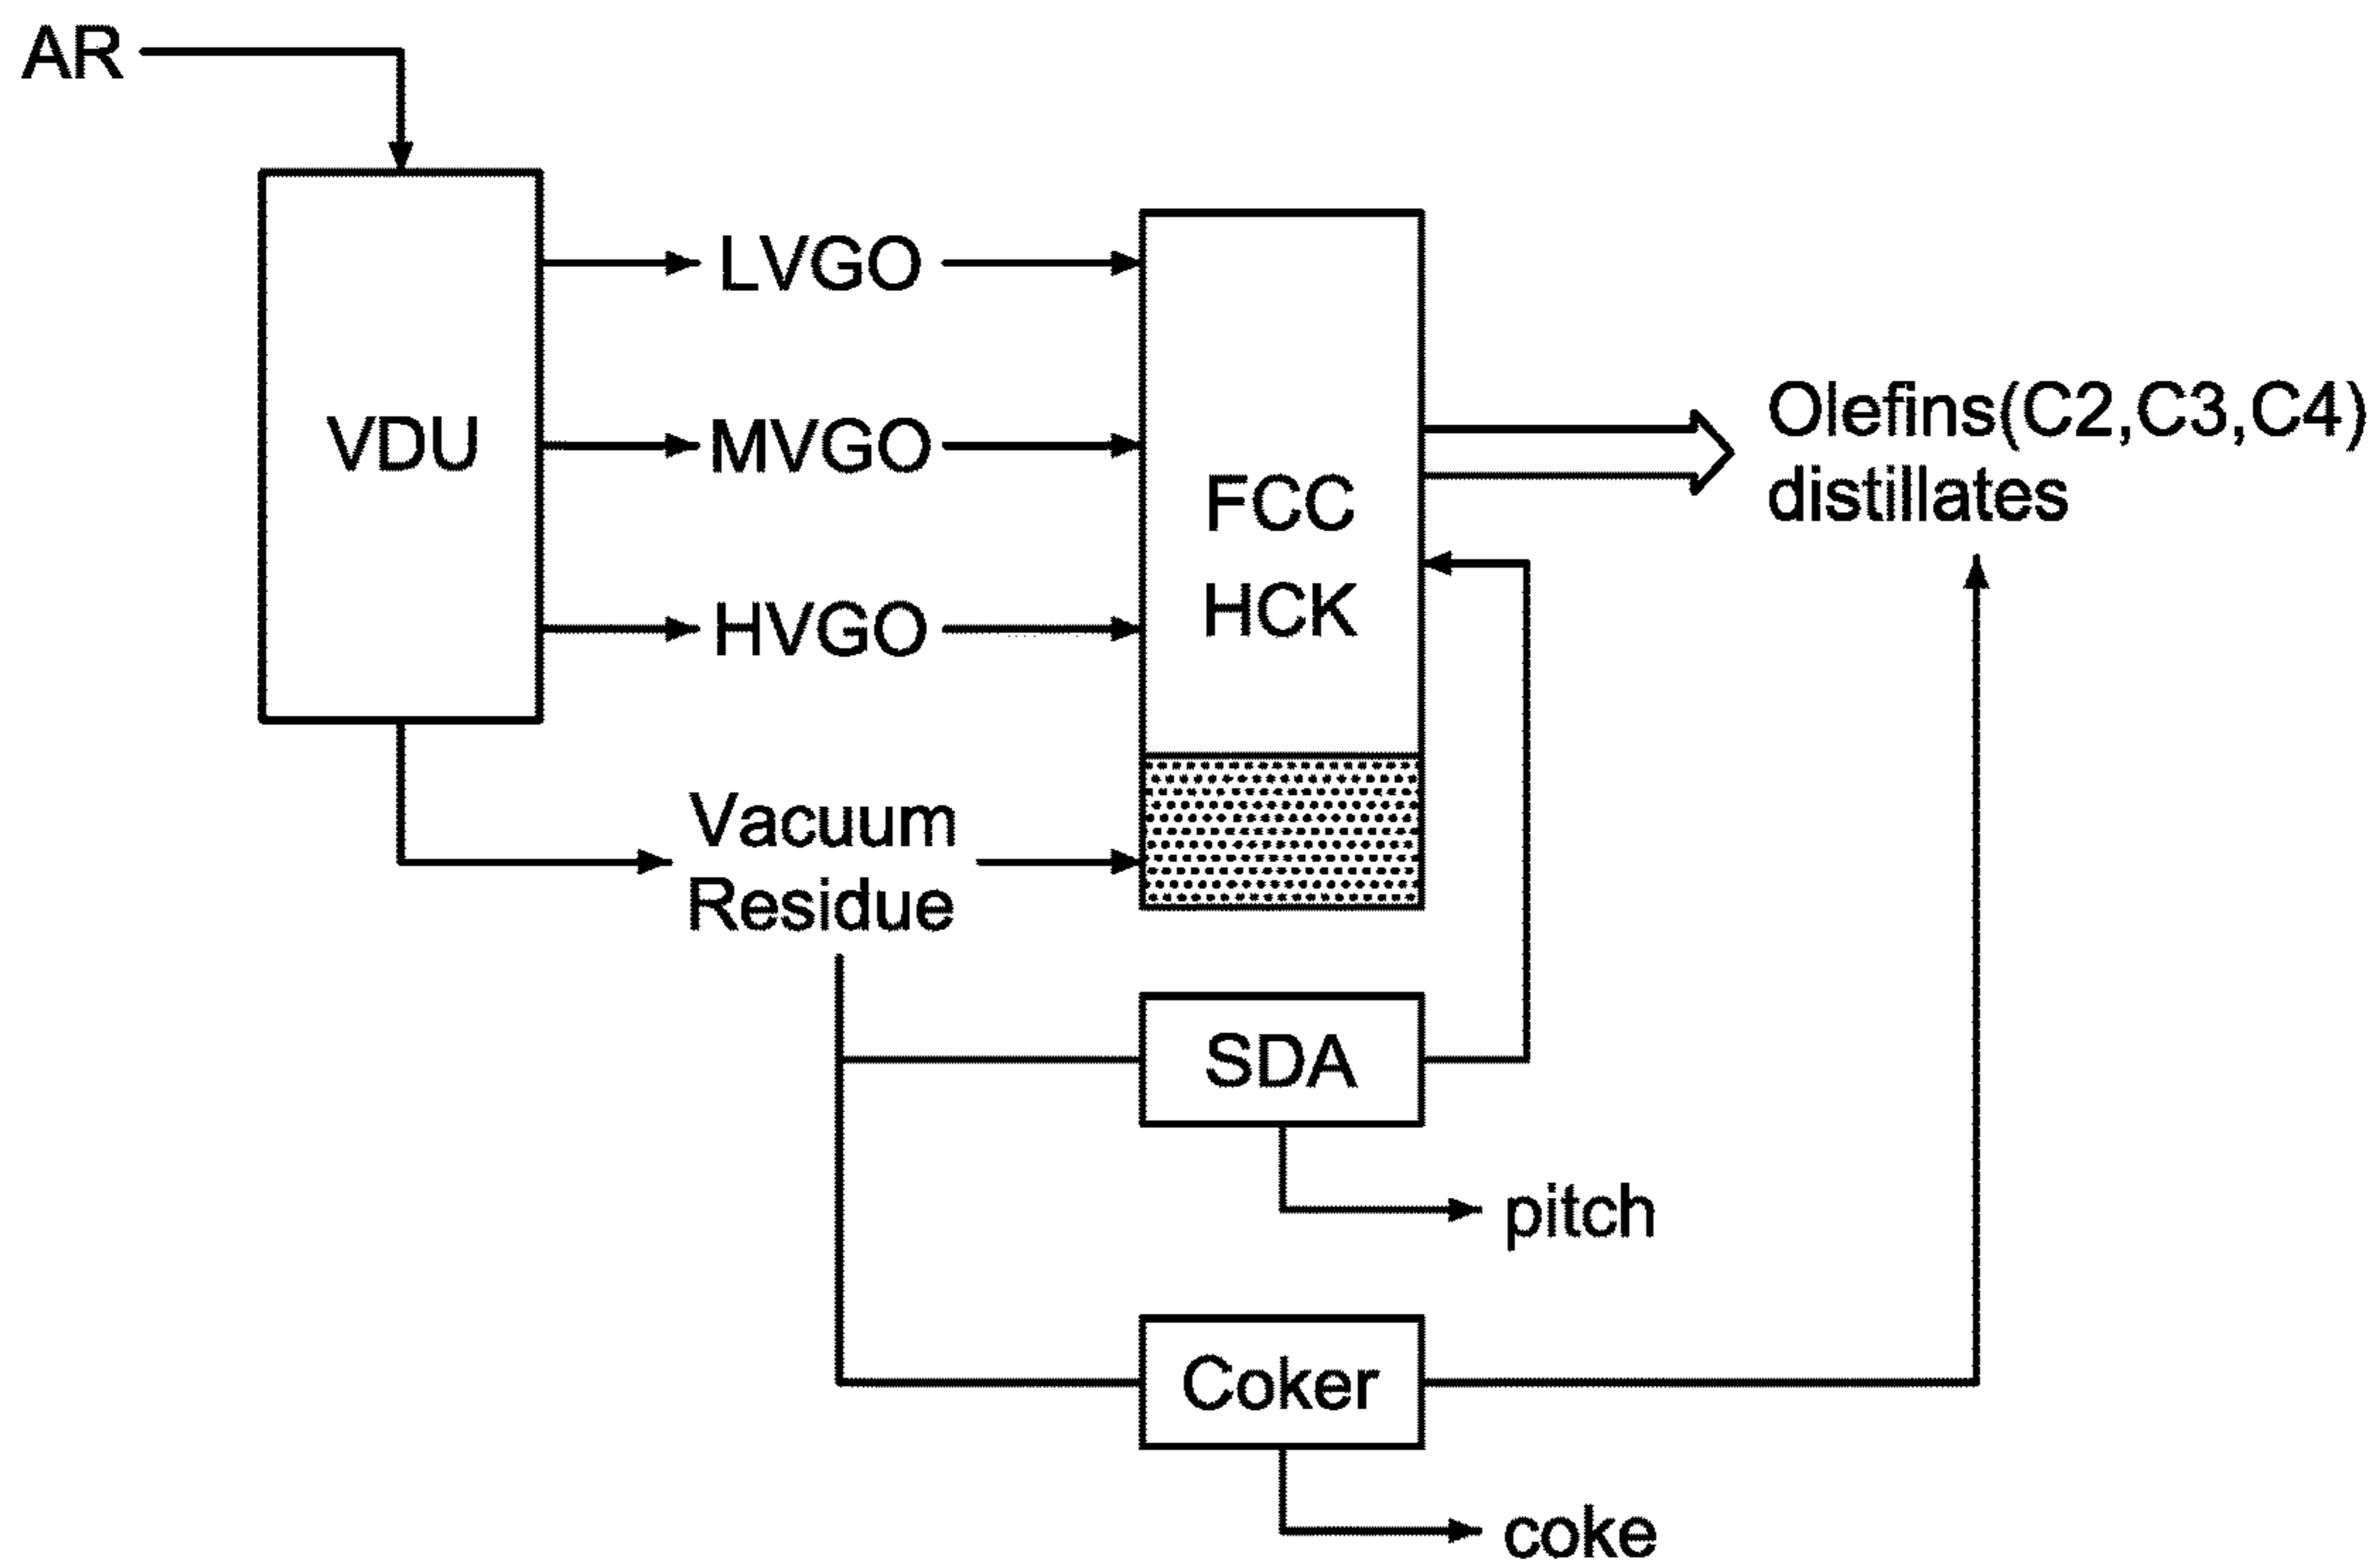 AR
VDU
LVGO
MVGO
HVGO
FCC
HCK
Olefins(C2,C3,C4)
distillates
Vacuum
Residue
SDA
pitch
Coker
coke